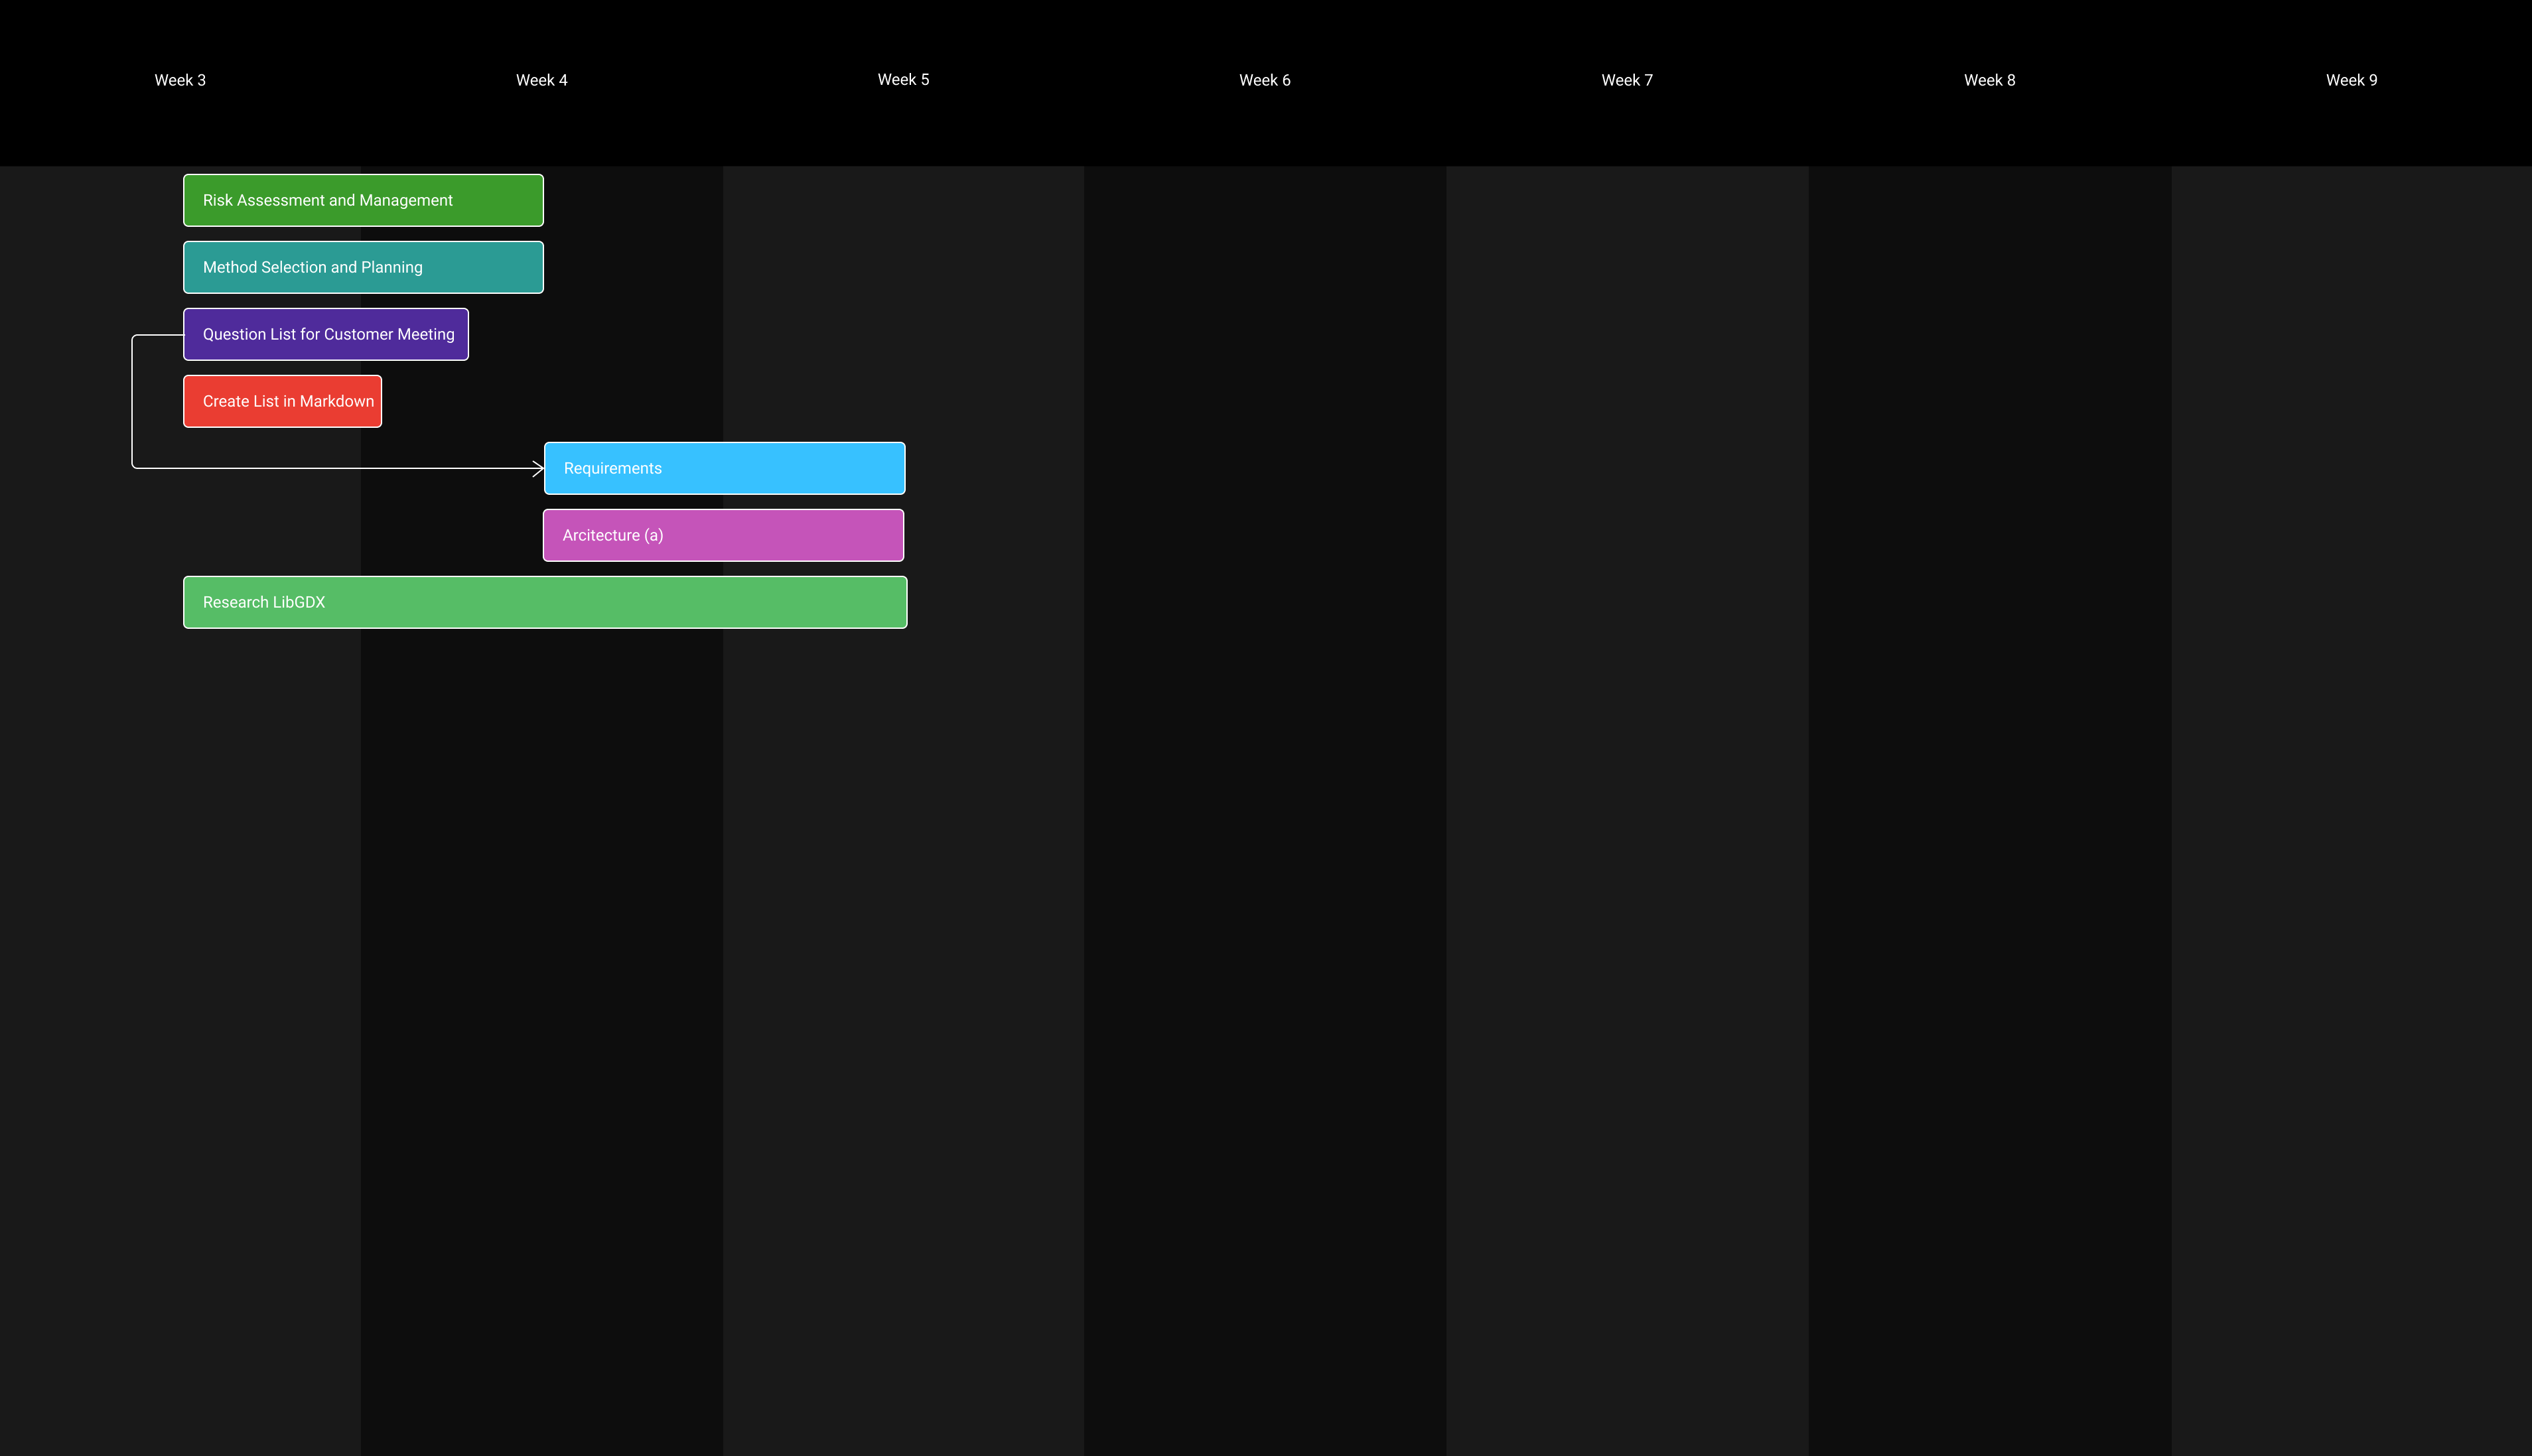 Week 3
Week 4
Week 5
Week 6
Week 7
Week 8
Week 9
Risk Assessment and Management
Method Selection and Planning
Question List for Customer Meeting
Create List in Markdown
Requirements
Arcitecture (a)
Research LibGDX